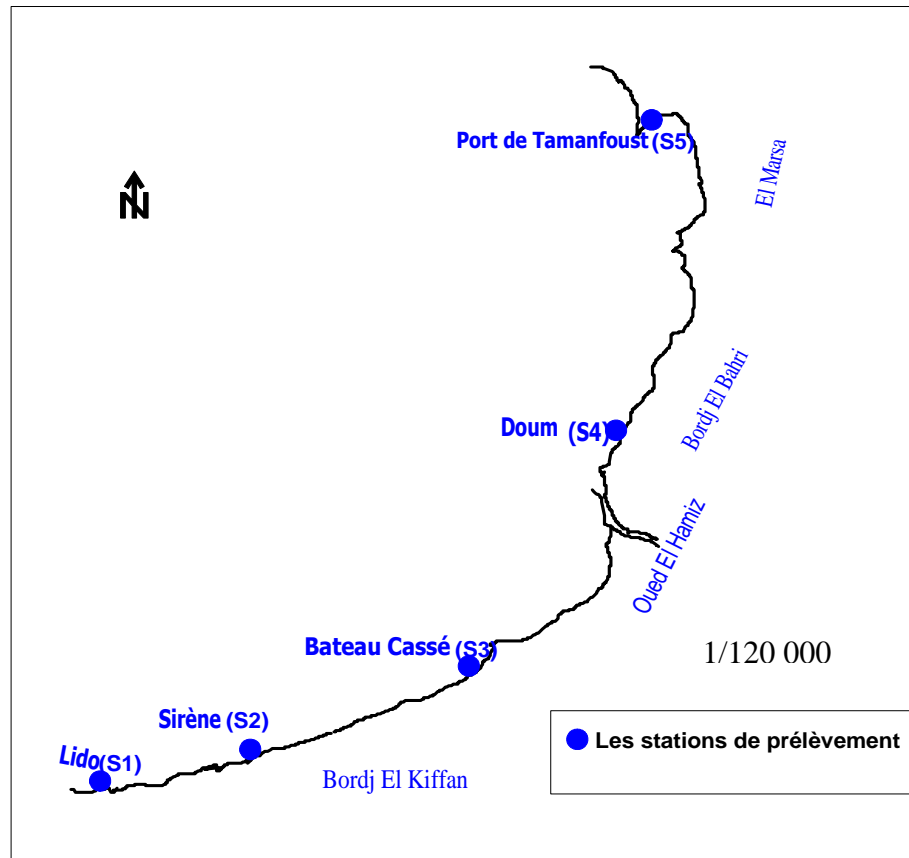 Port de Tamanfoust (S5)
El Marsa
N
Bordj El Bahri
Doum (S4)
Oued El Hamiz
Bateau Cassé (S3)
1/120 000
Sirène (S2)
Les stations de prélèvement
Lido(S1)
Bordj El Kiffan